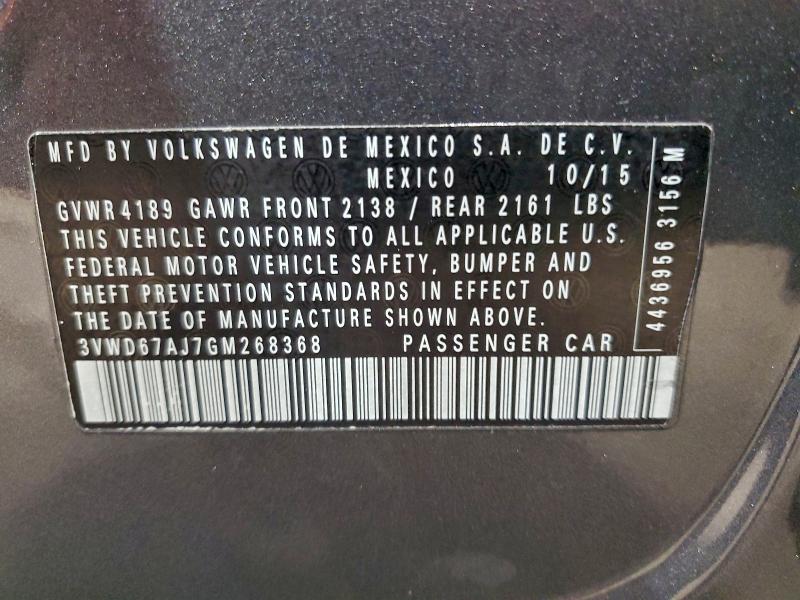 MFD BY VOLKSWAGEN DE MEXICO S.A. DE C.V.
MEXICO 10/15
GVWR4189 GAWR FRONT 2138 / REAR 2161 LBS
THIS VEHICLE CONFORMS TO ALL APPLICABLE U.S.
FEDERAL MOTOR VEHICLE SAFETY, BUMPER AND
THEFT PREVENTION STANDARDS IN EFFECT ON
THE DATE OF MANUFACTURE SHOWN ABOVE.
3VWD67AJ7GM268368 PASSENGER CAR
4436956 3156 M